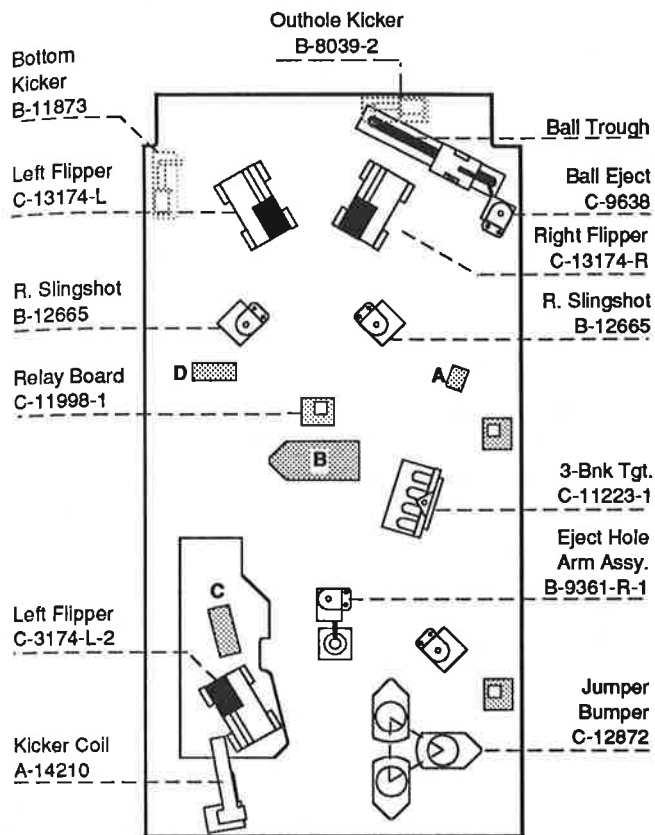 Outhole Kicker
B-8039-2
Bottom
Kicker
B-11873
Ball Trough
Left Flipper
C-13174-L
Ball Eject
C-9638
Right Flipper
C-13174-R
R. Slingshot
B-12665
R. Slingshot
B-12665
D
A
Relay Board
C-11998-1
B
3-Bnk Tgt.
C-11223-1
Eject Hole
Arm Assy.
B-9361-R-1
C
Left Flipper
C-3174-L-2
Jumper
Bumper
C-12872
Kicker Coil
A-14210